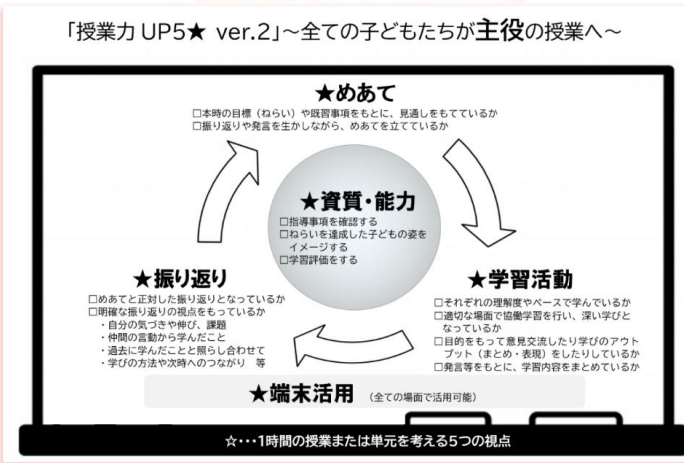 「授業力 UP5★ ver.2」～全ての子どもたちが主役の授業へ～
★めあて
□本時の目標（ねらい）や既習事項をもとに、見通しをもてているか
□振り返りや発言を生かしながら、めあてを立てているか
★資質・能力
□指導事項を確認する
□ねらいを達成した子どもの姿を
イメージする
□学習評価をする
★振り返り
□めあてと正対した振り返りとなっているか
□明確な振り返りの視点をもっているか
・自分の気づきや伸び、課題
・仲間の言動から学んだこと
・過去に学んだことと照らし合わせて
・学びの方法や次時へのつながり 等
★学習活動
□それぞれの理解度やペースで学んでいるか
□適切な場面で協働学習を行い、深い学びと
なっているか
□目的をもって意見交流したり学びのアウト
プット（まとめ・表現）をしたりしているか
□発言等をもとに、学習内容をまとめているか
★端末活用 （全ての場面で活用可能）
☆・・・1時間の授業または単元を考える5つの視点